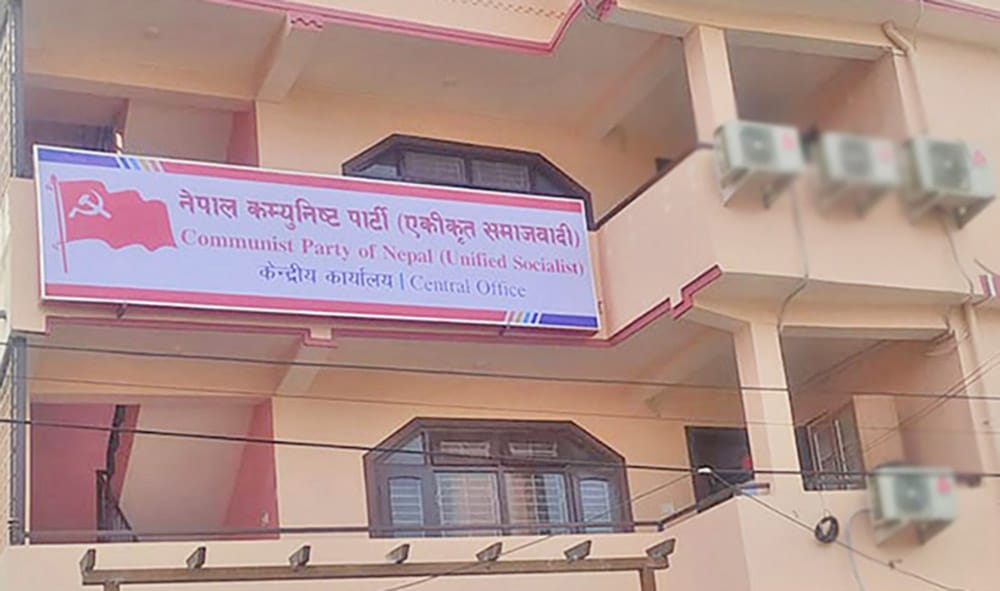 नेपाल कम्युनिष्ट पार्टी (एकीकृत समाजवादी)
Communist Party of Nepal (Unified Socialist)
केन्द्रीय कार्यालय | Central Office